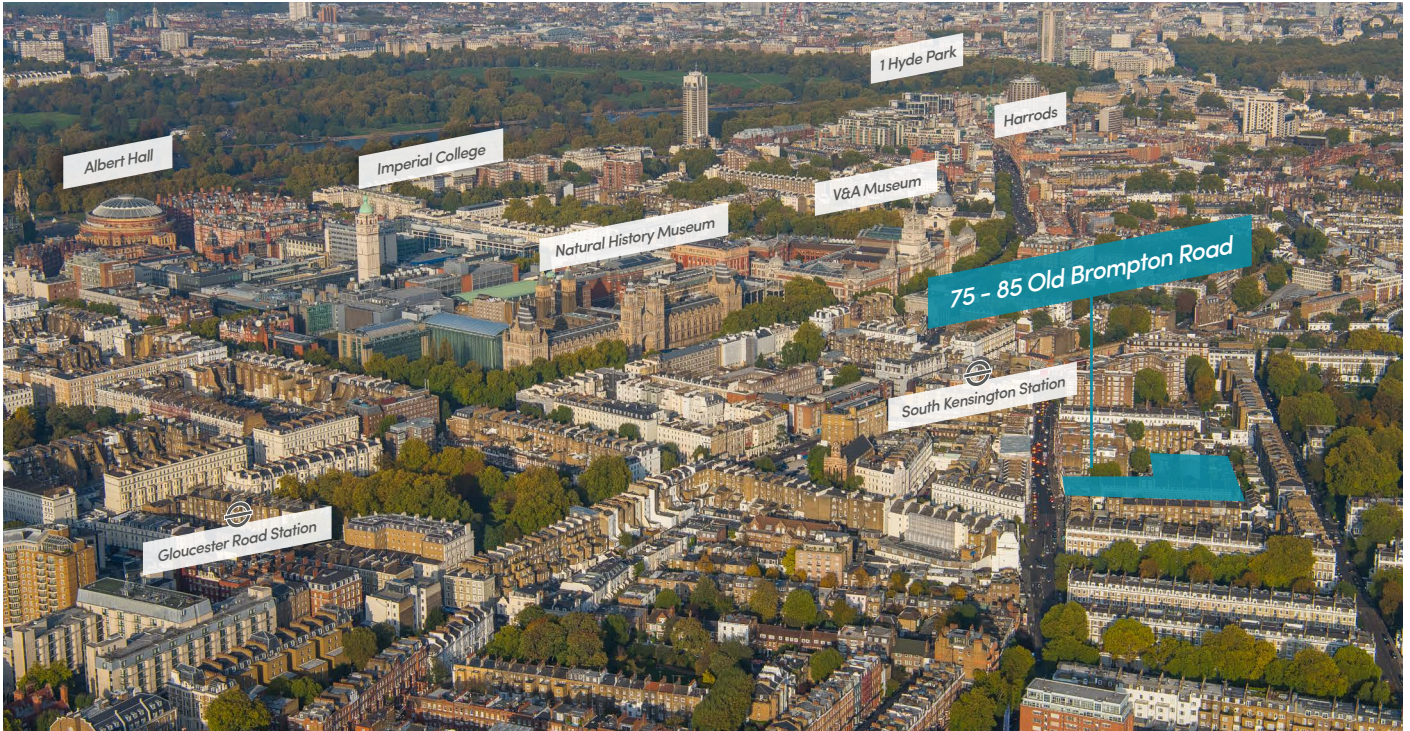 1 Hyde Park
Harrods
Albert Hall
Imperial College
V&A Museum
Natural History Museum
75 - 85 Old Brompton Road
South Kensington Station
Gloucester Road Station